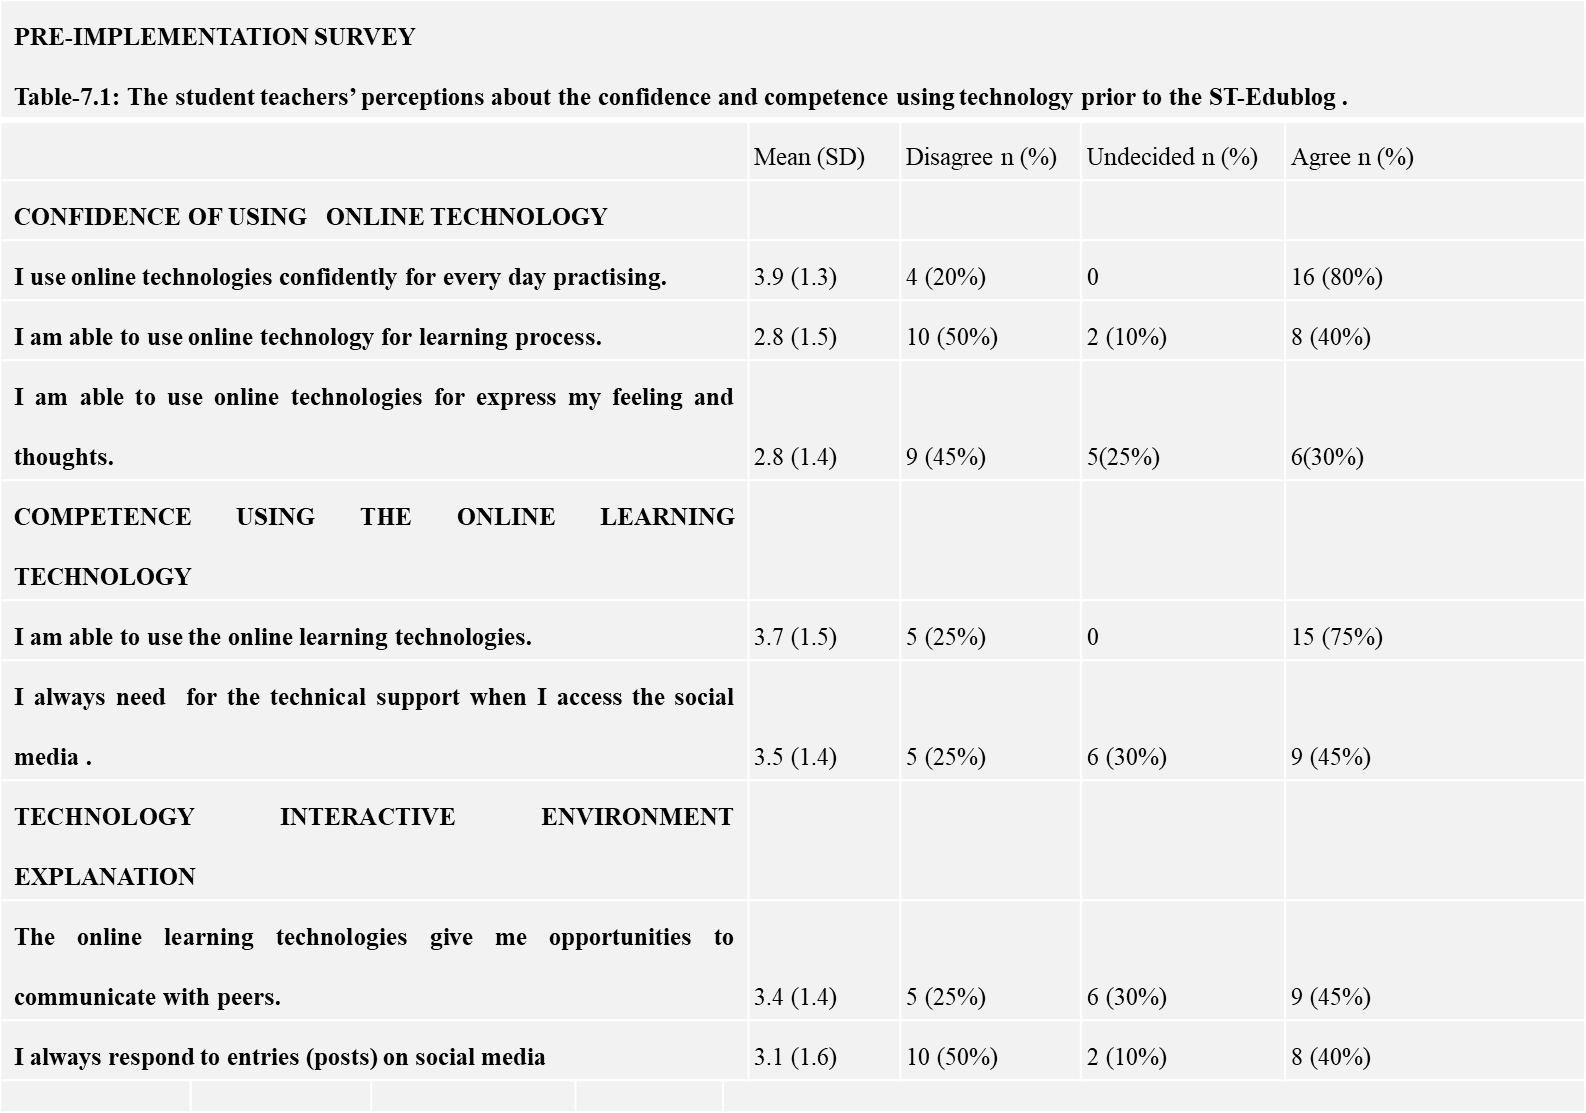 PRE-IMPLEMENTATION SURVEY
Table-7.1: The student teachers’ perceptions about the confidence and competence using technology prior to the ST-Edublog .
Mean (SD) Disagree n (%) Undecided n (%) Agree n (%)
CONFIDENCE OF USING ONLINE TECHNOLOGY
I use online technologies confidently for every day practising. 3.9 (1.3) 4 (20%) 0 16 (80%)
I am able to use online technology for learning process. 2.8 (1.5) 10 (50%) 2 (10%) 8 (40%)
I am able to use online technologies for express my feeling and
thoughts. 2.8 (1.4) 9 (45%) 5(25%) 6(30%)
COMPETENCE USING THE ONLINE LEARNING
TECHNOLOGY
I am able to use the online learning technologies. 3.7 (1.5) 5 (25%) 0 15 (75%)
I always need for the technical support when I access the social
media . 3.5 (1.4) 5 (25%) 6 (30%) 9 (45%)
TECHNOLOGY INTERACTIVE ENVIRONMENT
EXPLANATION
The online learning technologies give me opportunities to
communicate with peers. 3.4 (1.4) 5 (25%) 6 (30%) 9 (45%)
I always respond to entries (posts) on social media 3.1 (1.6) 10 (50%) 2 (10%) 8 (40%)